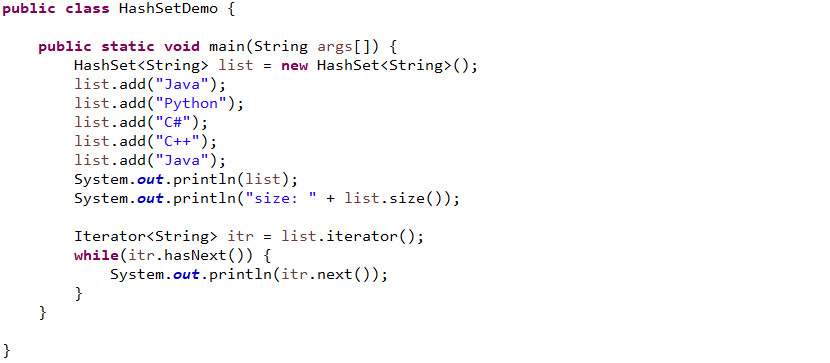 public class HashSetDemo {
public static void main(String args[]) {
HashSet<String> list = new HashSet<String>();
list.add("Java");
list.add("Python");
list.add("C#");
list.add("C++");
list.add("Java");
System.out.println(list);
System.out.println("size: " + list.size());
Iterator<String> itr = list.iterator();
while(itr.hasNext()) {
System.out.println(itr.next());
}
}
}